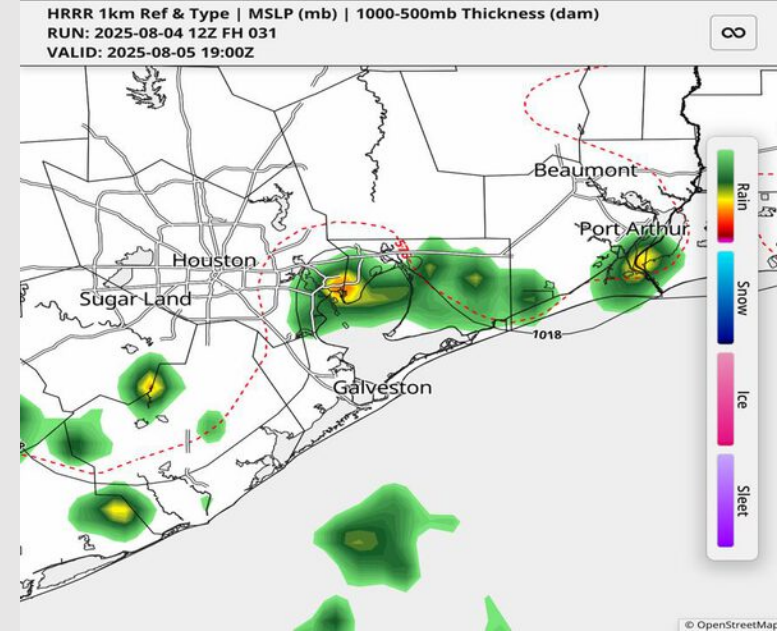 HRRR 1km Ref & Type | MSLP (mb) | 1000-500mb Thickness (dam)
RUN: 2025-08-04 12Z FH 031
VALID: 2025-08-05 19:00Z
∞
Beaumont
Rain
Port Arthur
Houston
Sugar Land
Snow
1018
Galveston
Ice
Sleet
© OpenStreetMap